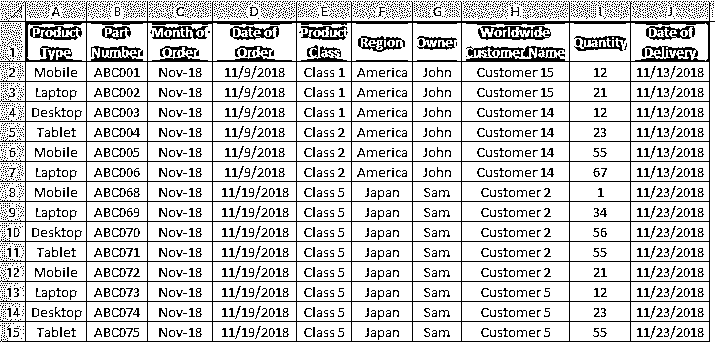 A B C D E F G H I J
1 Product Type Part Number Month of Order Date of Order Product Class Region Owner Worldwide Customer Name Quantity Date of Delivery
2 Mobile ABC001 Nov-18 11/9/2018 Class 1 America John Customer 15 12 11/13/2018
3 Laptop ABC002 Nov-18 11/9/2018 Class 1 America John Customer 15 21 11/13/2018
4 Desktop ABC003 Nov-18 11/9/2018 Class 1 America John Customer 14 12 11/13/2018
5 Tablet ABC004 Nov-18 11/9/2018 Class 2 America John Customer 14 23 11/13/2018
6 Mobile ABC005 Nov-18 11/9/2018 Class 2 America John Customer 14 55 11/13/2018
7 Laptop ABC006 Nov-18 11/9/2018 Class 2 America John Customer 14 67 11/13/2018
8 Mobile ABC068 Nov-18 11/19/2018 Class 5 Japan Sam Customer 2 1 11/23/2018
9 Laptop ABC069 Nov-18 11/19/2018 Class 5 Japan Sam Customer 2 34 11/23/2018
10 Desktop ABC070 Nov-18 11/19/2018 Class 5 Japan Sam Customer 2 56 11/23/2018
11 Tablet ABC071 Nov-18 11/19/2018 Class 5 Japan Sam Customer 2 55 11/23/2018
12 Mobile ABC072 Nov-18 11/19/2018 Class 5 Japan Sam Customer 2 21 11/23/2018
13 Laptop ABC073 Nov-18 11/19/2018 Class 5 Japan Sam Customer 5 12 11/23/2018
14 Desktop ABC074 Nov-18 11/19/2018 Class 5 Japan Sam Customer 5 23 11/23/2018
15 Tablet ABC075 Nov-18 11/19/2018 Class 5 Japan Sam Customer 5 55 11/23/2018